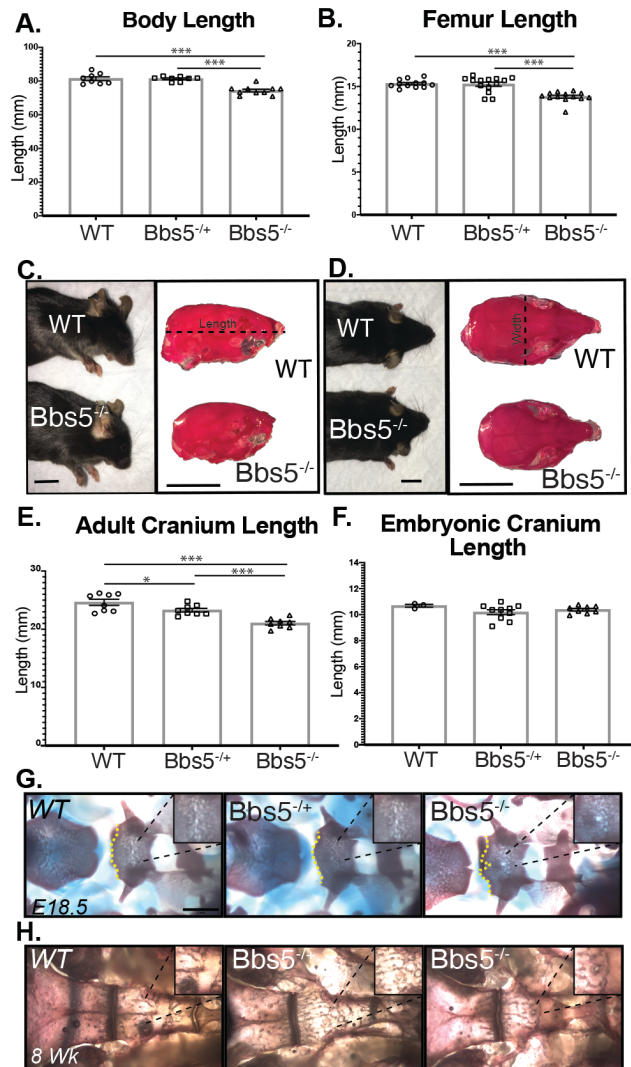 A.
Body Length
Length (mm)
100
80
60
40
20
0
***
***
WT
Bbs5-/+
Bbs5-/-
B.
Femur Length
Length (mm)
20
15
10
5
0
***
***
WT
Bbs5-/+
Bbs5-/-
C.
WT
Bbs5-/-
Length
WT
Bbs5-/-
D.
WT
Bbs5-/-
Width
WT
Bbs5-/-
E.
Adult Cranium Length
Length (mm)
30
20
10
0
***
*
***
WT
Bbs5-/+
Bbs5-/-
F.
Embryonic Cranium
Length
Length (mm)
14
12
10
8
6
4
2
0
WT
Bbs5-/+
Bbs5-/-
G.
WT
Bbs5-/+
Bbs5-/-
E18.5
H.
WT
Bbs5-/+
Bbs5-/-
8 Wk